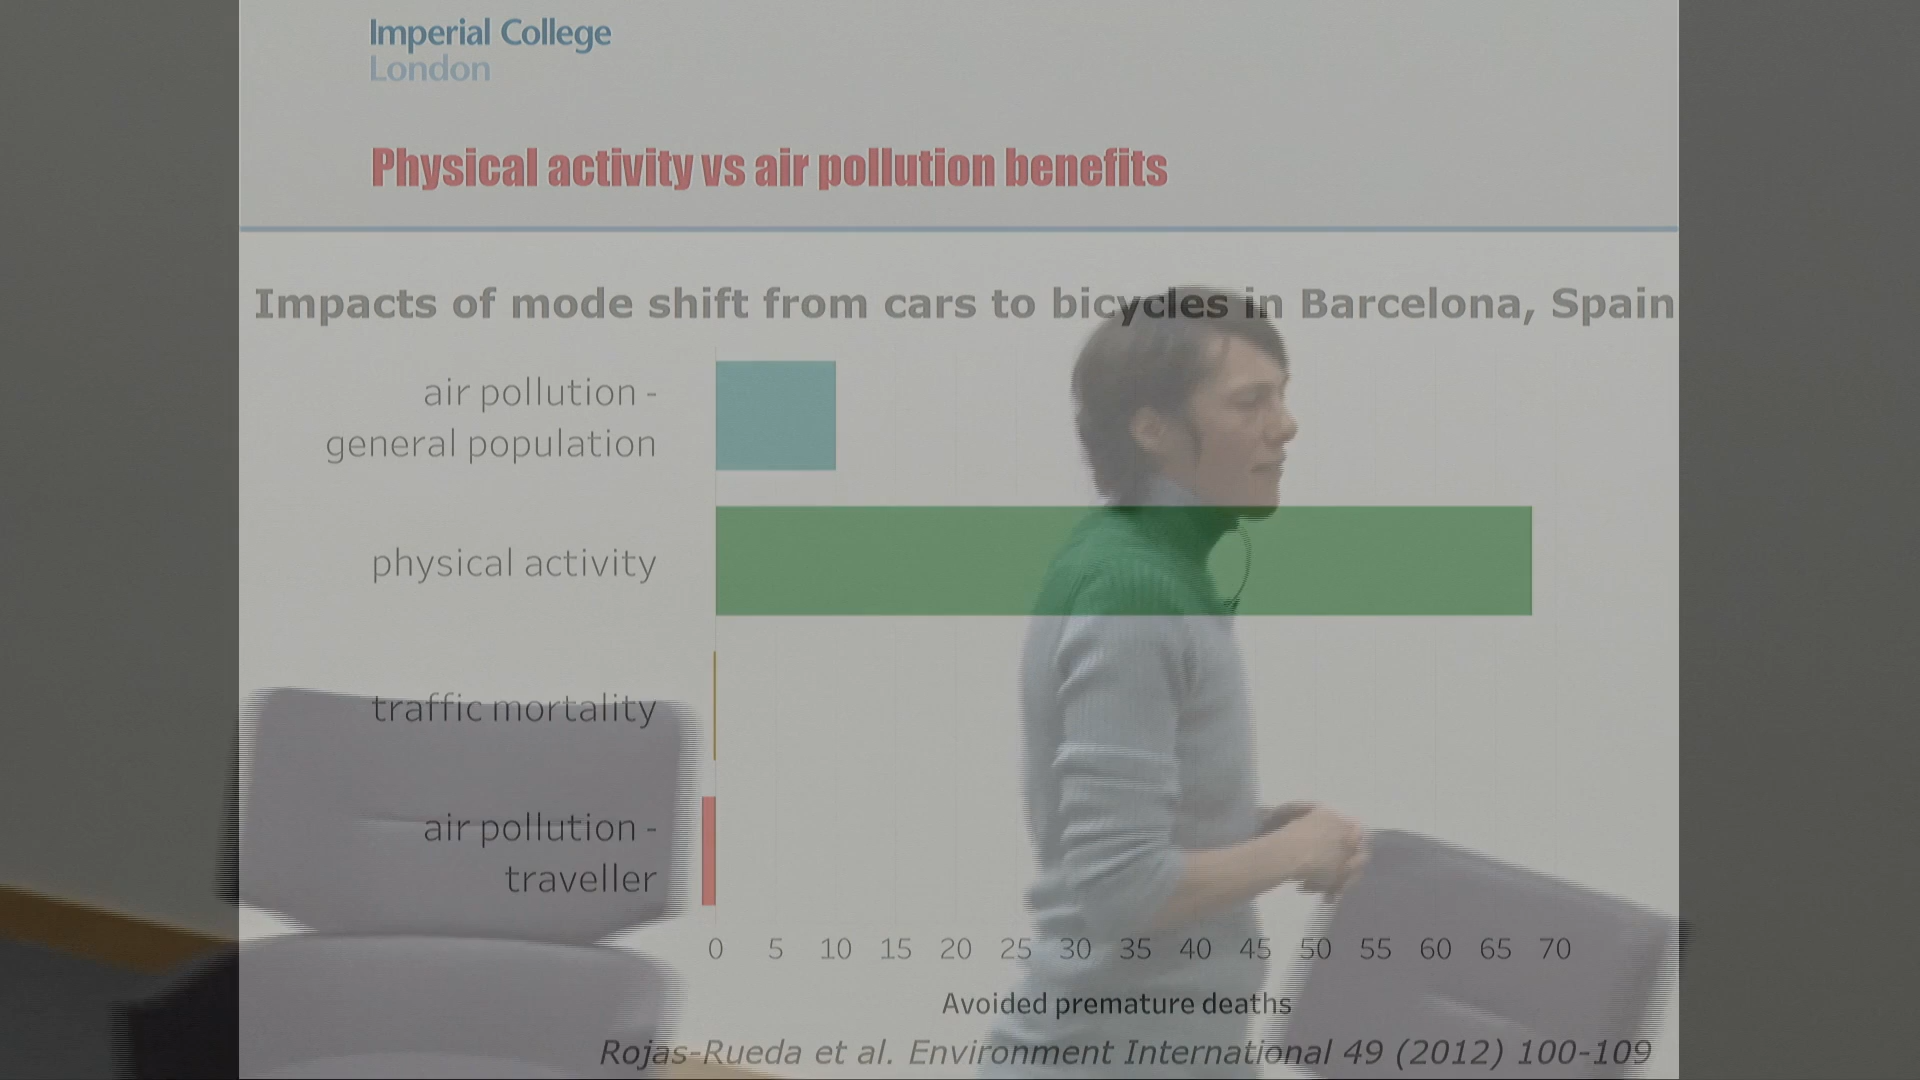 Imperial College
London
Physical activity vs air pollution benefits
Impacts of mode shift from cars to bicycles in Barcelona, Spain
air pollution -
general population
physical activity
traffic mortality
air pollution -
traveller
0 5 10 15 20 25 30 35 40 45 50 55 60 65 70
Avoided premature deaths
Rojas-Rueda et al. Environment International 49 (2012) 100-109